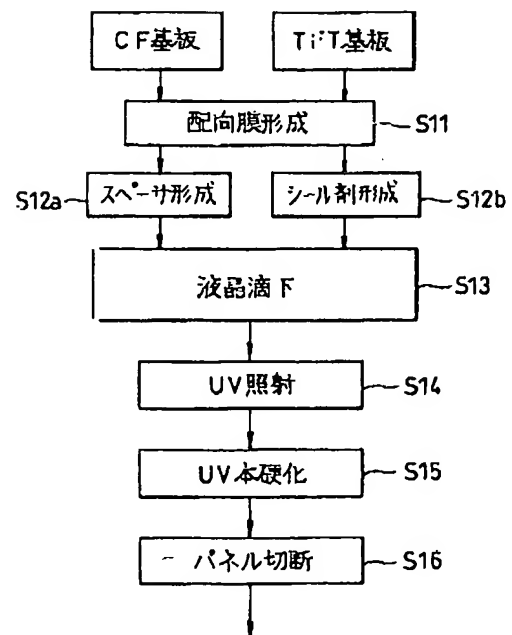 CF基板
TFT基板
配向膜形成
S11
S12a
スペーサ形成
シール剤形成
S12b
液晶滴下
S13
UV照射
S14
UV本硬化
S15
パネル切断
S16